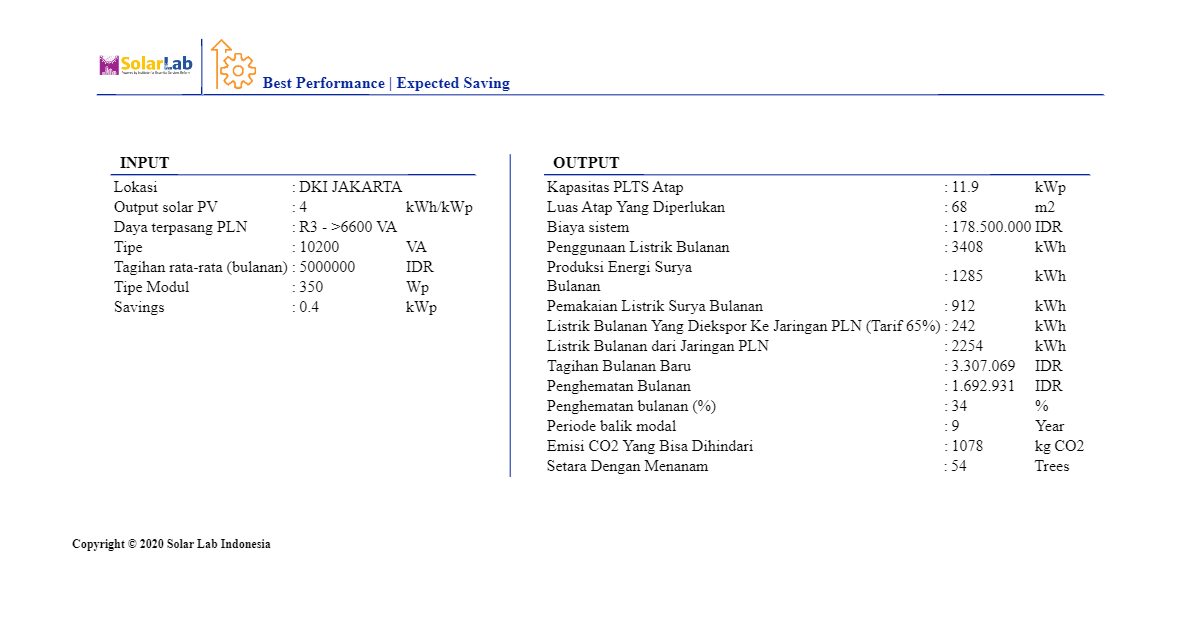 SolarLab
Best Performance | Expected Saving
INPUT
Lokasi : DKI JAKARTA
Output solar PV : 4 kWh/kWp
Daya terpasang PLN : R3 - >6600 VA
Tipe : 10200 VA
Tagihan rata-rata (bulanan) : 5000000 IDR
Tipe Modul : 350 Wp
Savings : 0.4 kWp
OUTPUT
Kapasitas PLTS Atap : 11.9 kWp
Luas Atap Yang Diperlukan : 68 m2
Biaya sistem : 178.500.000 IDR
Penggunaan Listrik Bulanan : 3408 kWh
Produksi Energi Surya
Bulanan : 1285 kWh
Pemakaian Listrik Surya Bulanan : 912 kWh
Listrik Bulanan Yang Diekspor Ke Jaringan PLN (Tarif 65%) : 242 kWh
Listrik Bulanan dari Jaringan PLN : 2254 kWh
Tagihan Bulanan Baru : 3.307.069 IDR
Penghematan Bulanan : 1.692.931 IDR
Penghematan bulanan (%) : 34 %
Periode balik modal : 9 Year
Emisi CO2 Yang Bisa Dihindari : 1078 kg CO2
Setara Dengan Menanam : 54 Trees
Copyright © 2020 Solar Lab Indonesia